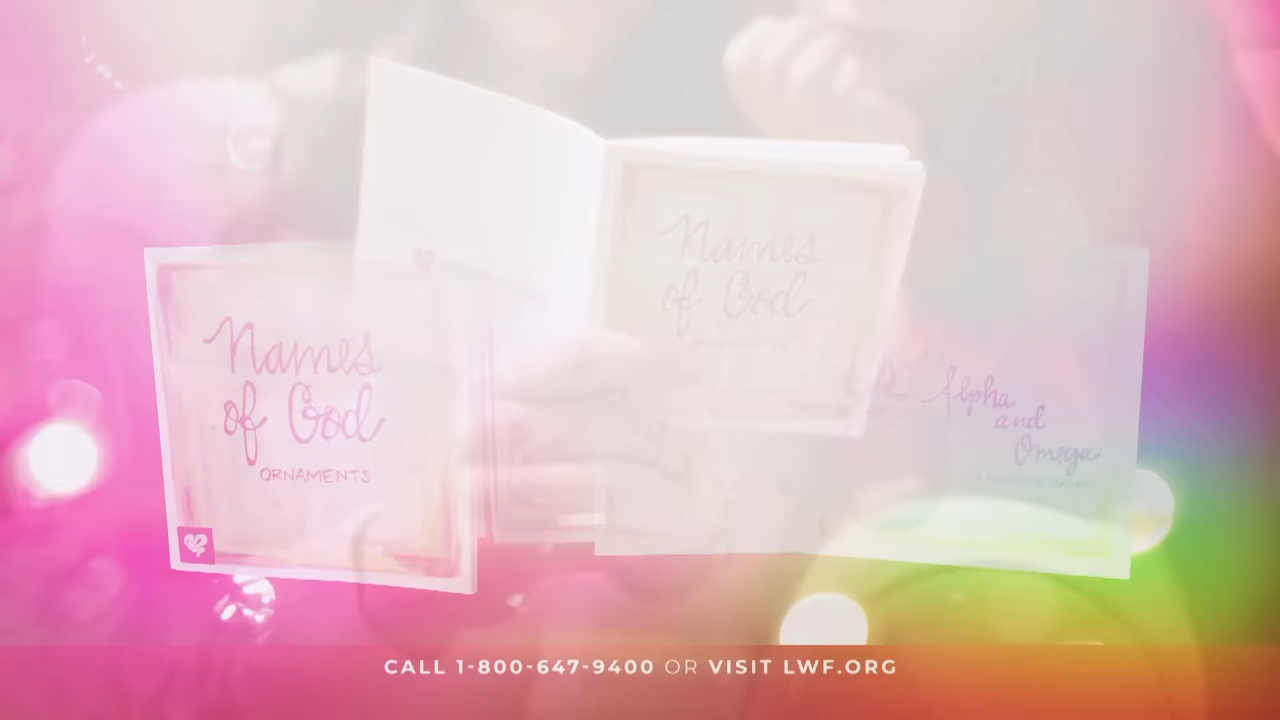 Names
of God
Names
of God
ORNAMENTS
Alpha
and
Omega
CALL 1-800-647-9400 OR VISIT LWF.ORG